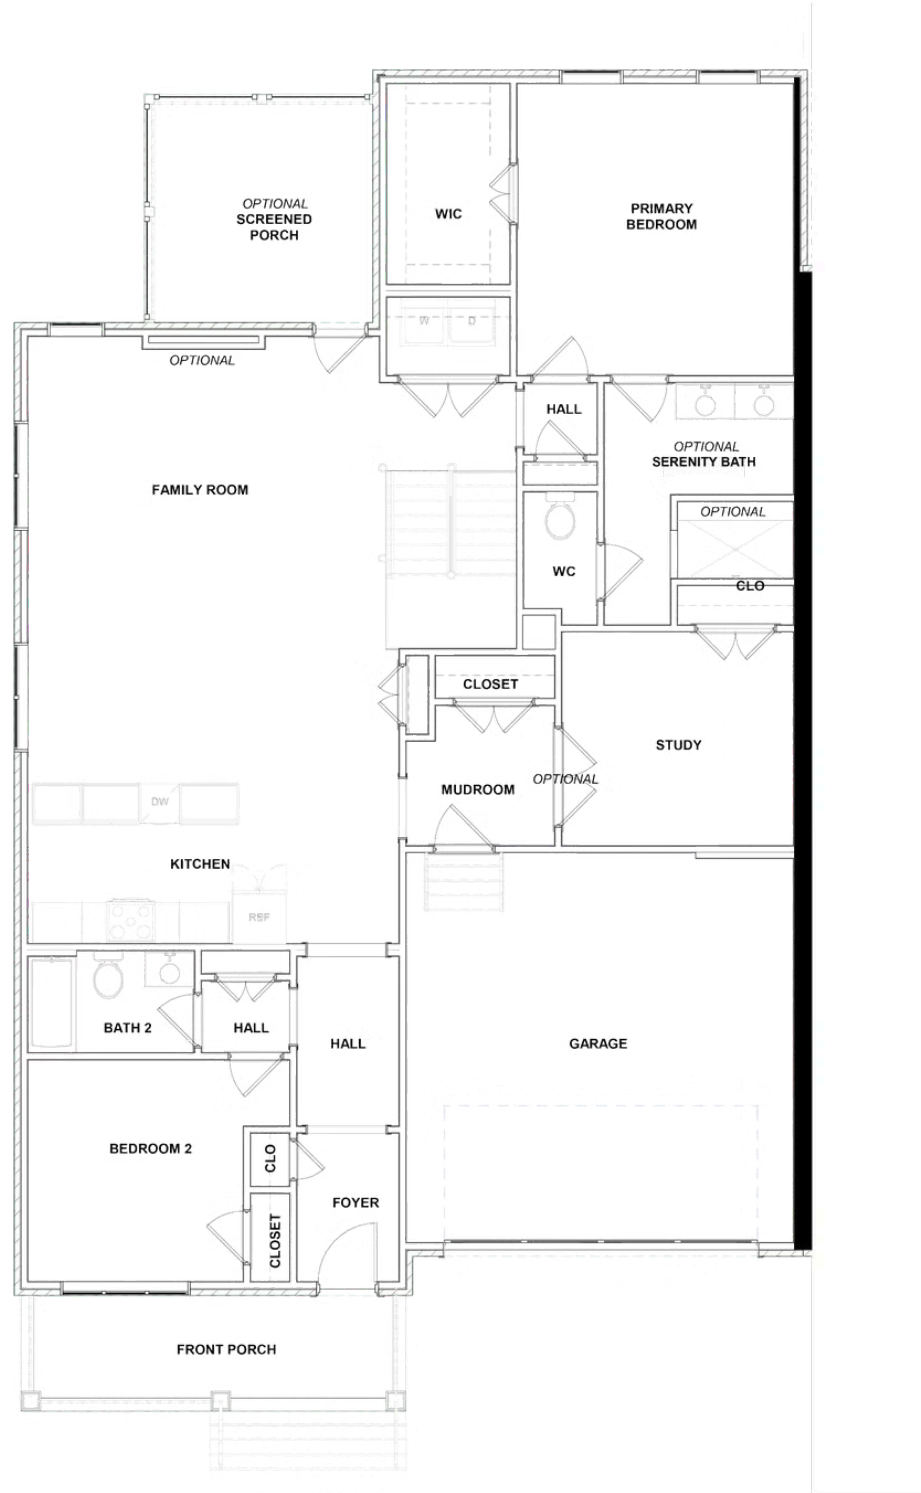 OPTIONAL
SCREENED
PORCH
WIC
PRIMARY
BEDROOM
W
D
OPTIONAL
HALL
OPTIONAL
SERENITY BATH
FAMILY ROOM
OPTIONAL
WC
CLO
CLOSET
STUDY
OPTIONAL
MUDROOM
DW
KITCHEN
REF
BATH 2
HALL
HALL
GARAGE
BEDROOM 2
CLO
FOYER
CLOSET
FRONT PORCH